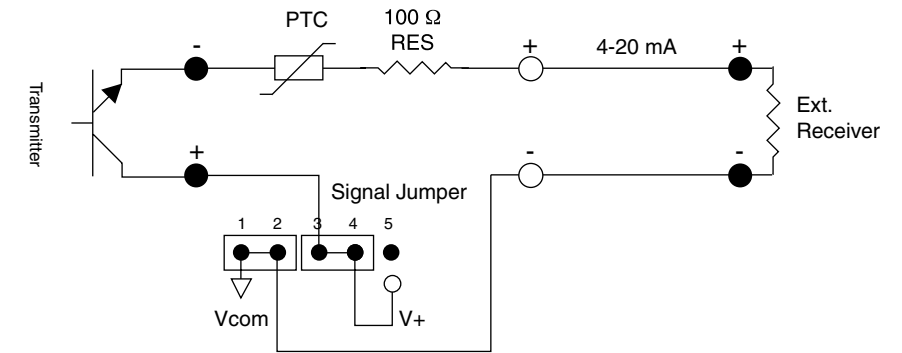 PTC
100 Ω
RES
-
+
4-20 mA
+
Transmitter
Ext.
Receiver
+
-
-
Signal Jumper
1 2 3 4 5
Vcom
V+